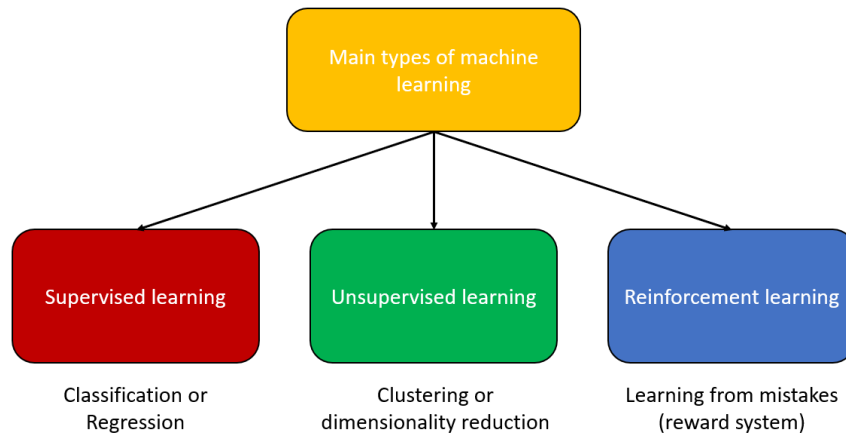 Main types of machine
learning
Supervised learning
Unsupervised learning
Reinforcement learning
Classification or
Regression
Clustering or
dimensionality reduction
Learning from mistakes
(reward system)